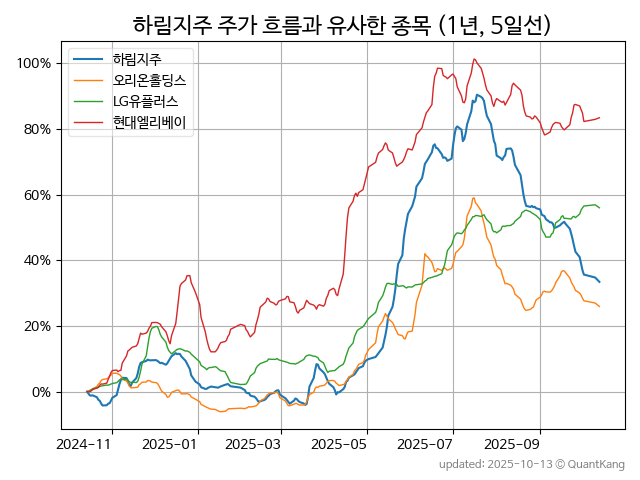 하림지주 주가 흐름과 유사한 종목 (1년, 5일선)
하림지주
오리온홀딩스
LG유플러스
현대엘리베이
100%
80%
60%
40%
20%
0%
2024-11
2025-01
2025-03
2025-05
2025-07
2025-09
updated: 2025-10-13 © QuantKang